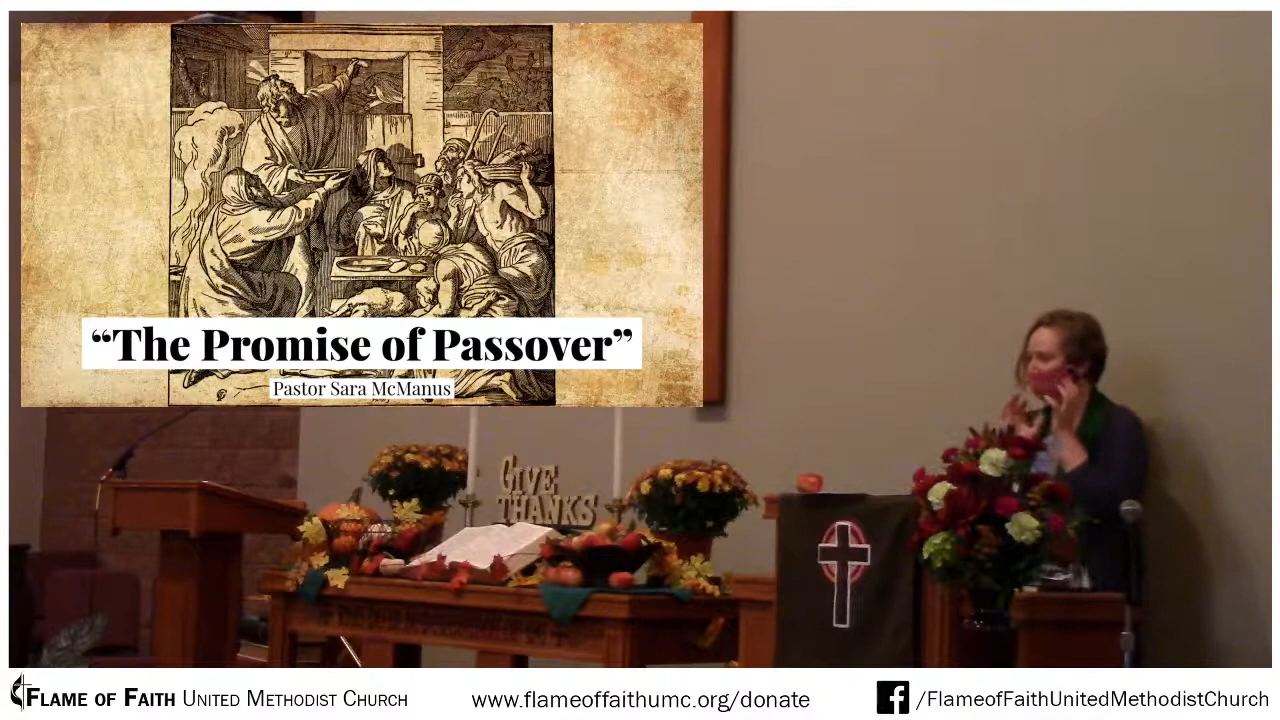 “The Promise of Passover”
Pastor Sara McManus
GIVE
THANKS
FLAME OF FAITH UNITED METHODIST CHURCH
www.flameoffaithumc.org/donate
/FlameofFaithUnitedMethodistChurch